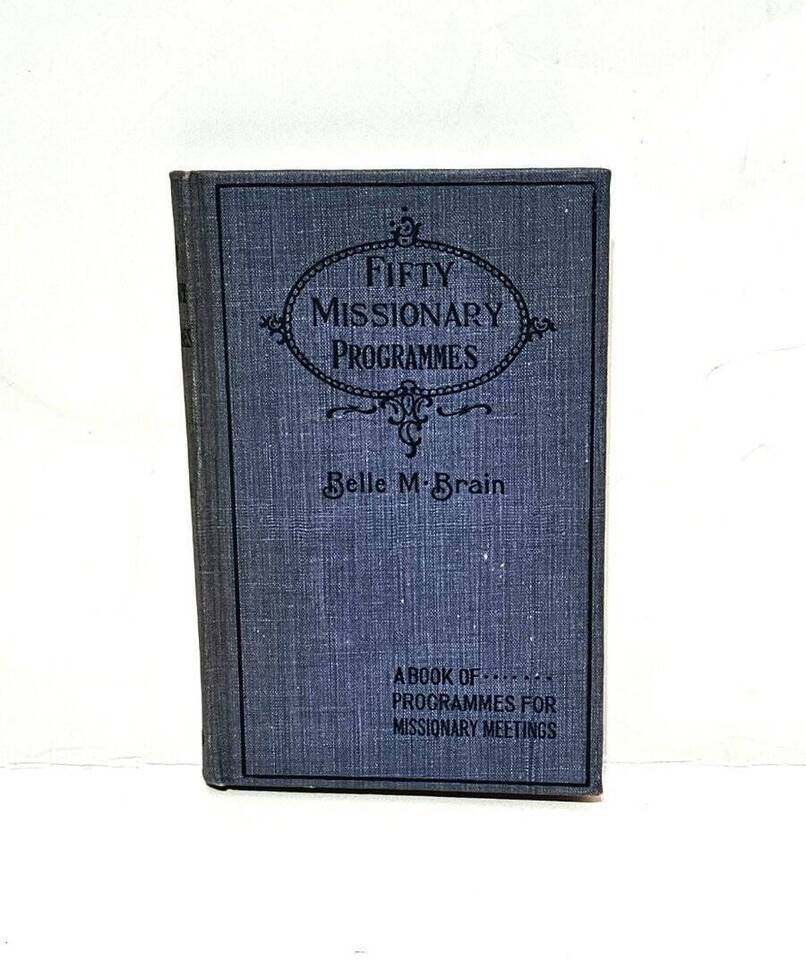 FIFTY
MISSIONARY
PROGRAMMES
Belle M. Brain
A BOOK OF.......
PROGRAMMES FOR
MISSIONARY MEETINGS